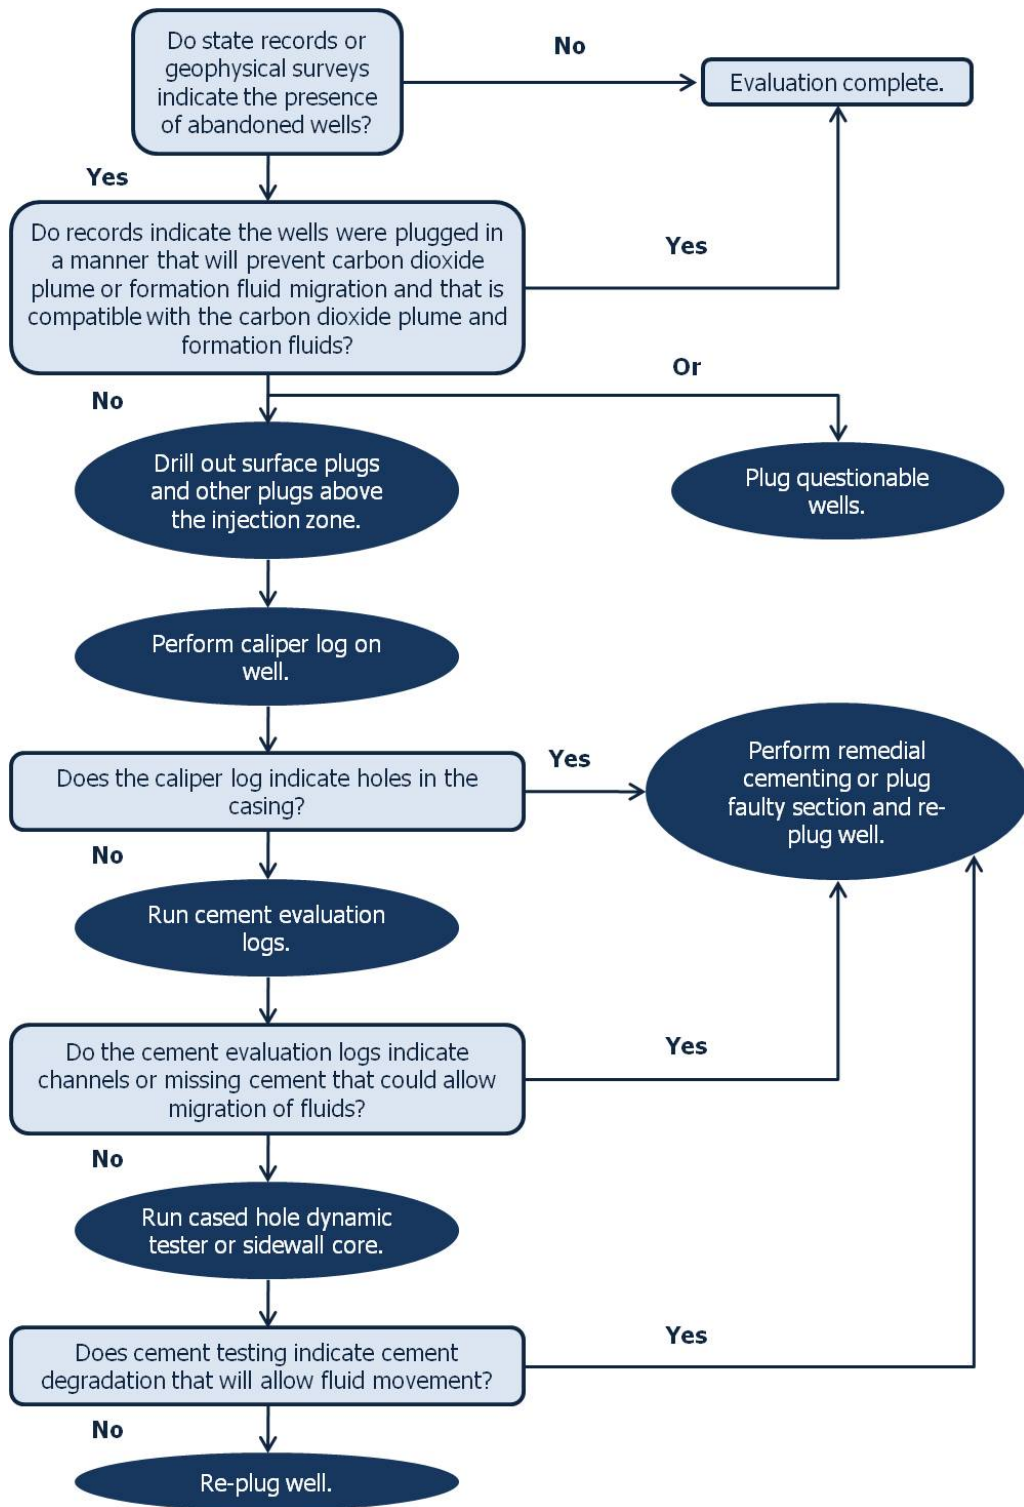 Do state records or
geophysical surveys
indicate the presence
of abandoned wells?
No
Evaluation complete.
Yes
Do records indicate the wells were plugged in
a manner that will prevent carbon dioxide
plume or formation fluid migration and that is
compatible with the carbon dioxide plume and
formation fluids?
Yes
No
Or
Drill out surface plugs
and other plugs above
the injection zone.
Plug questionable
wells.
Perform caliper log on
well.
Does the caliper log indicate holes in the
casing?
Yes
Perform remedial
cementing or plug
faulty section and re-
plug well.
No
Run cement evaluation
logs.
Do the cement evaluation logs indicate
channels or missing cement that could allow
migration of fluids?
Yes
No
Run cased hole dynamic
tester or sidewall core.
Does cement testing indicate cement
degradation that will allow fluid movement?
Yes
No
Re-plug well.